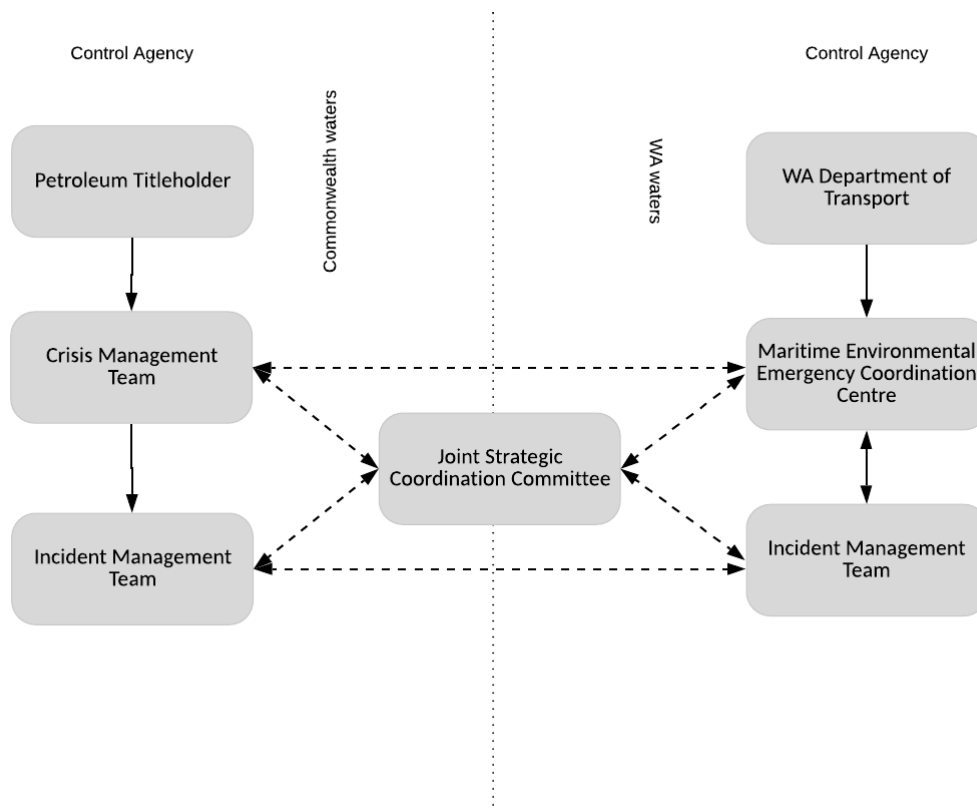 Control Agency
Control Agency
Commonwealth waters
WA waters
Petroleum Titleholder
WA Department of
Transport
Crisis Management
Team
Maritime Environmental
Emergency Coordination
Centre
Joint Strategic
Coordination Committee
Incident Management
Team
Incident Management
Team